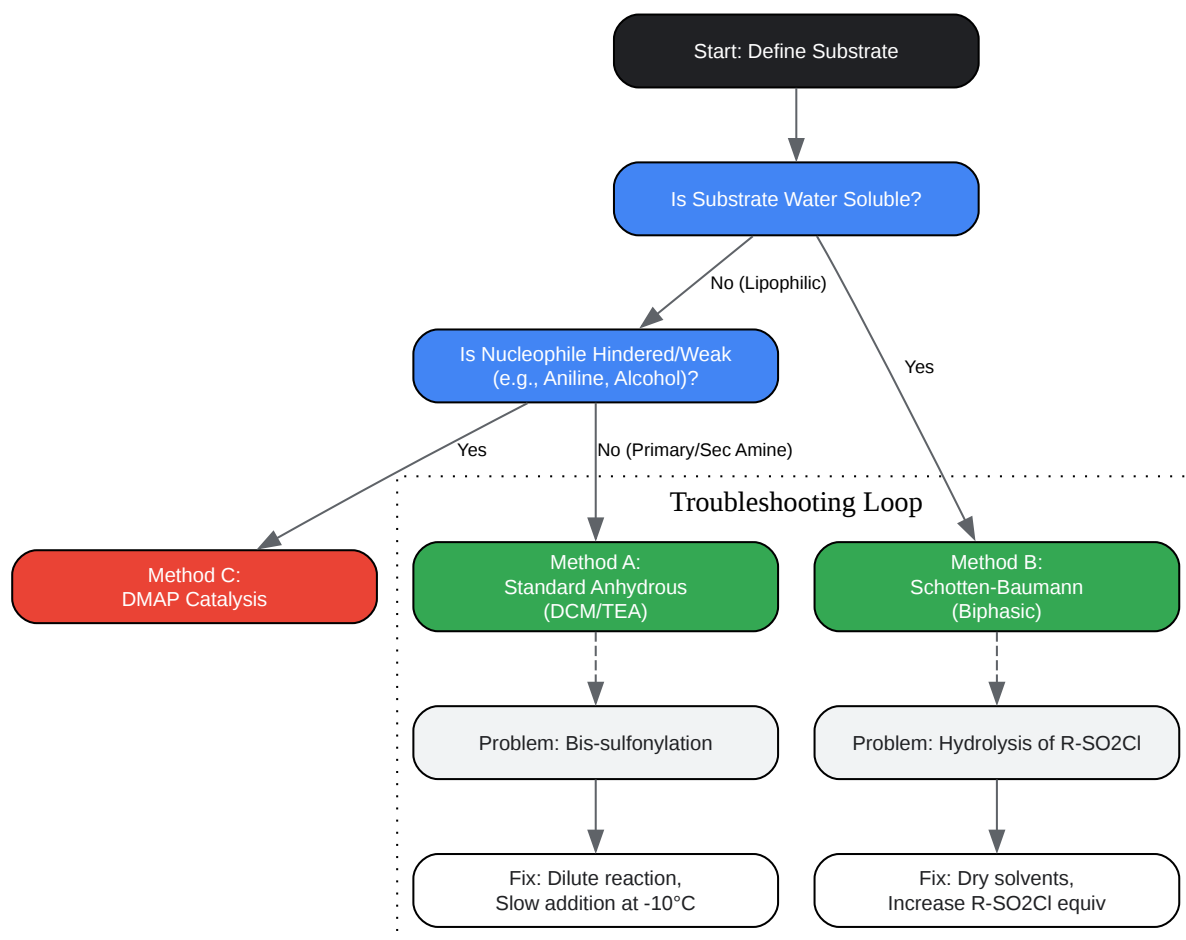 Start: Define Substrate
Is Substrate Water Soluble?
No (Lipophilic)
Is Nucleophile Hindered/Weak
(e.g., Aniline, Alcohol)?
Yes
Yes
No (Primary/Sec Amine)
Troubleshooting Loop
Method C:
DMAP Catalysis
Method A:
Standard Anhydrous
(DCM/TEA)
Method B:
Schotten-Baumann
(Biphasic)
Problem: Bis-sulfonylation
Problem: Hydrolysis of R-SO2Cl
Fix: Dilute reaction,
Slow addition at -10°C
Fix: Dry solvents,
Increase R-SO2Cl equiv